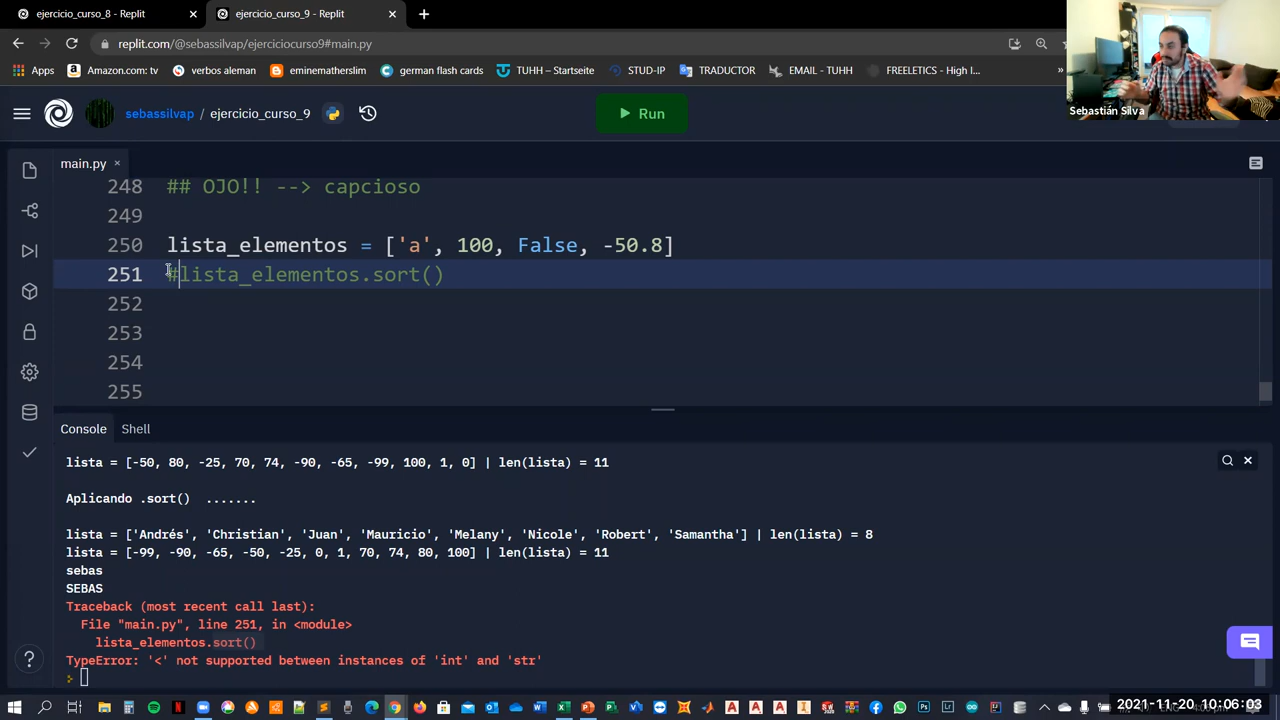 ejercicio_curso_8 - Replit
ejercicio_curso_9 - Replit
replit.com/@sebassilvap/ejerciciocurso9#main.py
Apps
Amazon.com: tv
verbos aleman
eminemathslim
TUHH – Startseite
STUD-IP
TRADUCTOR
EMAIL - TUHH
FREELETICS - High I...
»
Sebastián Silva
sebassilvap / ejercicio_curso_9
Run
main.py
248 ## OJO!! --> capcioso
249
250 lista_elementos = ['a', 100, False, -50.8]
251 #lista_elementos.sort()
252
253
254
255
Console
Shell
lista = [-50, 80, -25, 70, 74, -90, -65, -99, 100, 1, 0] | len(lista) = 11
Aplicando .sort() .......
lista = ['Andrés', 'Christian', 'Juan', 'Mauricio', 'Melany', 'Nicole', 'Robert', 'Samantha'] | len(lista) = 8
lista = [-99, -90, -65, -50, -25, 0, 1, 70, 74, 80, 100] | len(lista) = 11
sebas
SEBAS
Traceback (most recent call last):
File "main.py", line 251, in <module>
lista_elementos.sort()
TypeError: '<' not supported between instances of 'int' and 'str'
?
2021-11-20 10:06:03